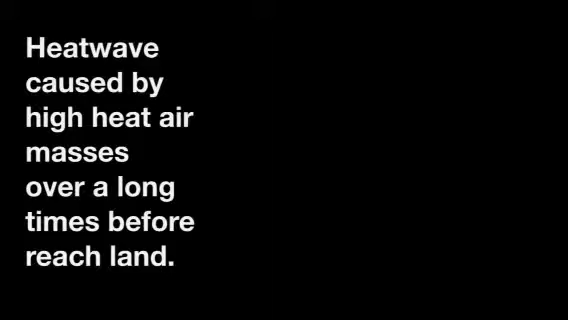 Heatwave
caused by
high heat air
masses
over a long
times before
reach land.